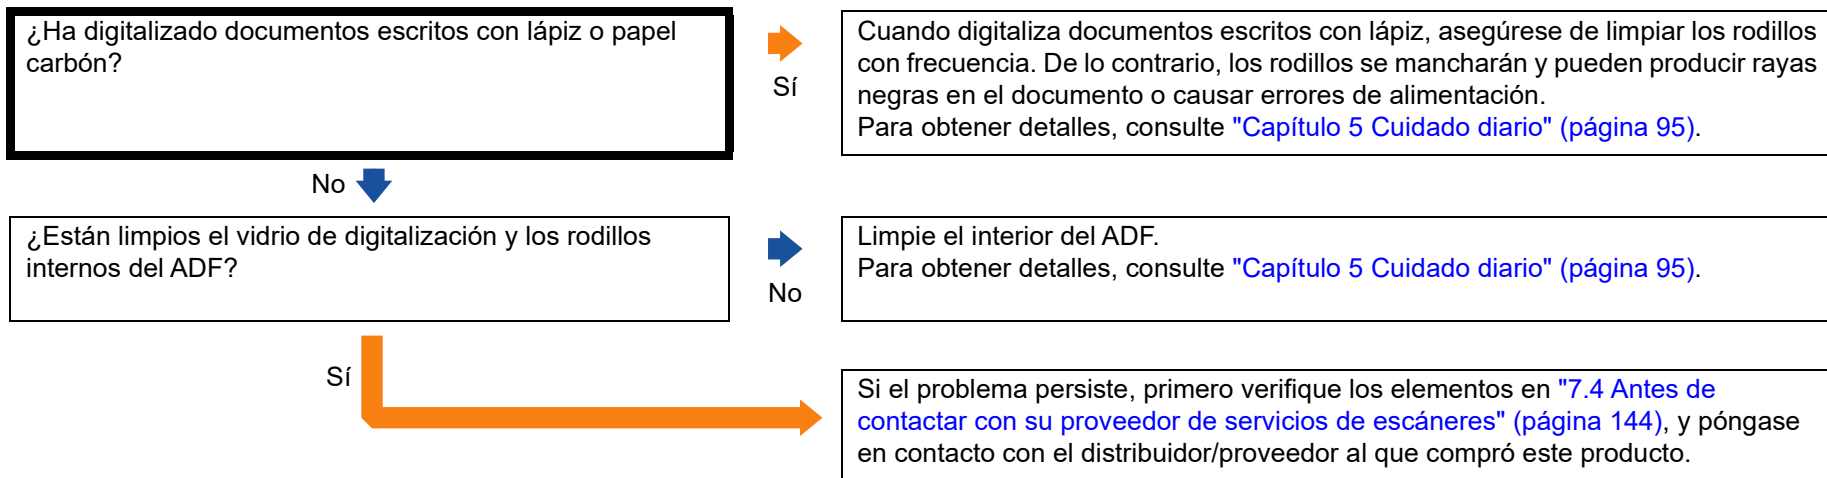 ¿Ha digitalizado documentos escritos con lápiz o papel
carbón?
Sí
Cuando digitaliza documentos escritos con lápiz, asegúrese de limpiar los rodillos
con frecuencia. De lo contrario, los rodillos se mancharán y pueden producir rayas
negras en el documento o causar errores de alimentación.
Para obtener detalles, consulte "Capítulo 5 Cuidado diario" (página 95).
No
¿Están limpios el vidrio de digitalización y los rodillos
internos del ADF?
No
Limpie el interior del ADF.
Para obtener detalles, consulte "Capítulo 5 Cuidado diario" (página 95).
Sí
Si el problema persiste, primero verifique los elementos en "7.4 Antes de
contactar con su proveedor de servicios de escáneres" (página 144), y póngase
en contacto con el distribuidor/proveedor al que compró este producto.